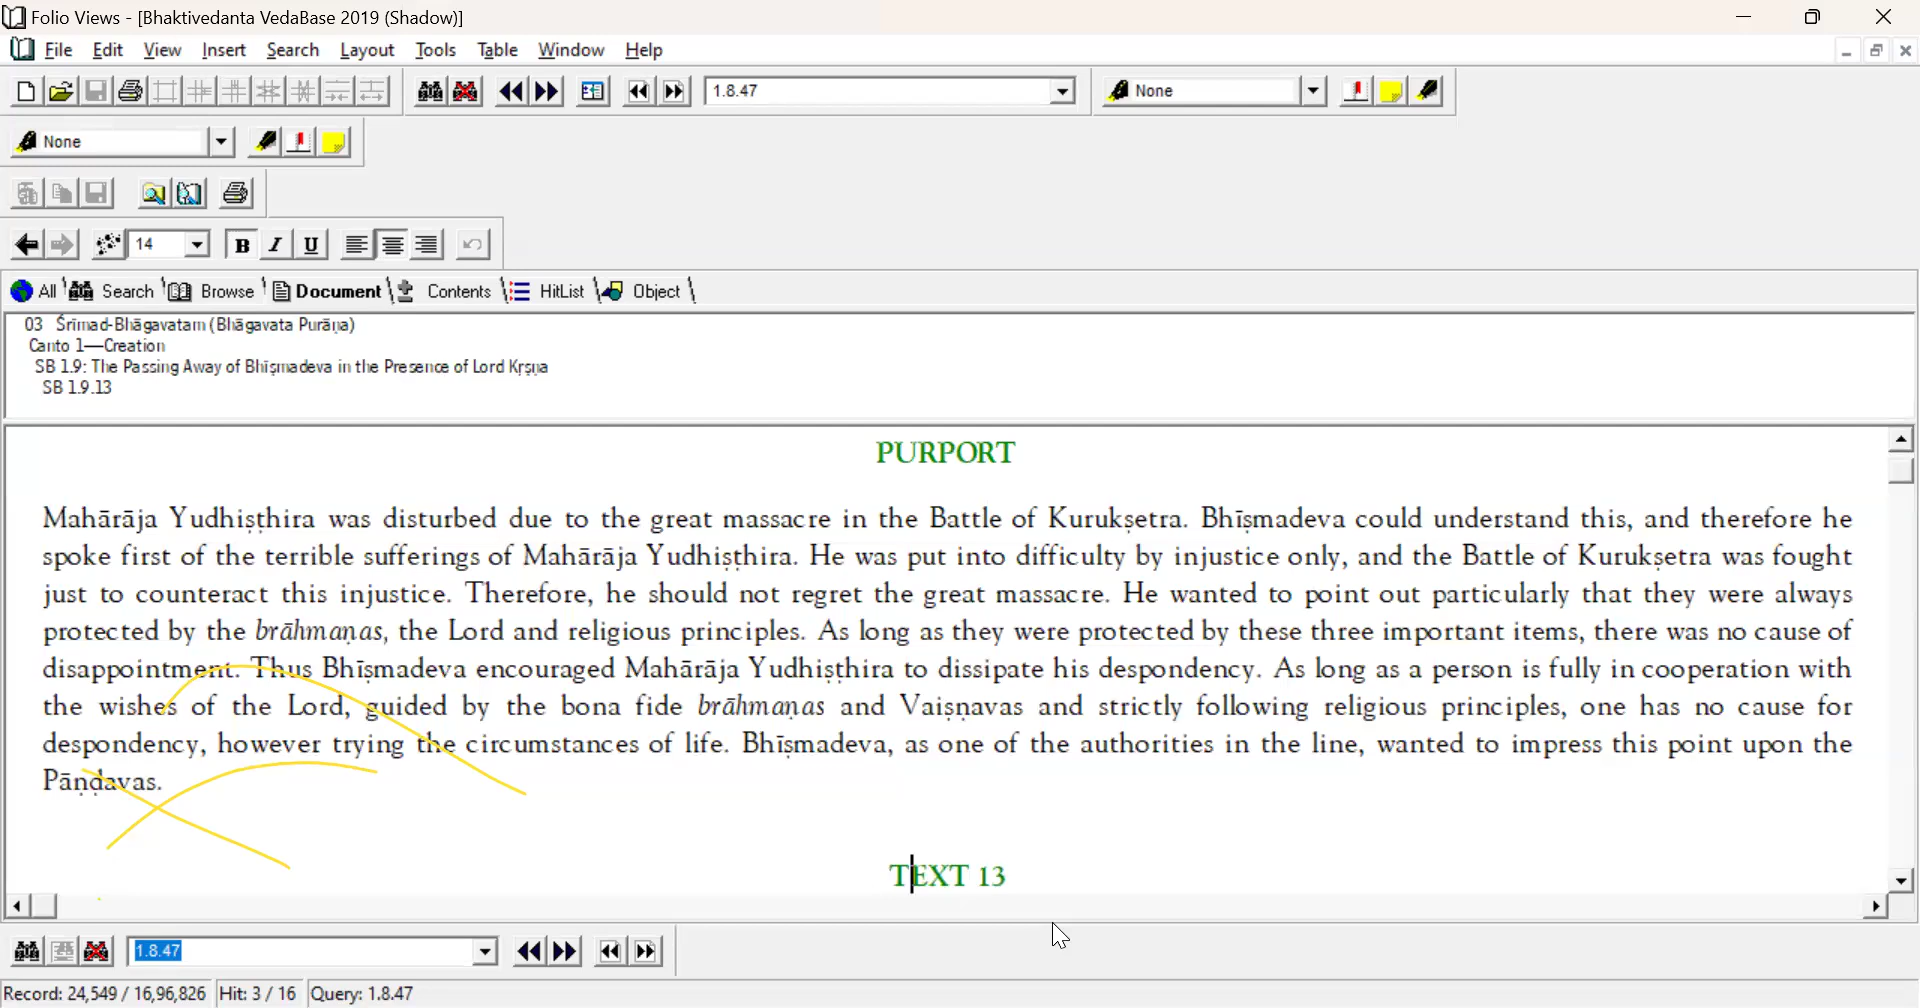 Folio Views - [Bhaktivedanta VedaBase 2019 (Shadow)]
File Edit View Insert Search Layout Tools Table Window Help
1.8.47 None
None
14 B I U
All Search Browse Document Contents HitList Object
03 Śrīmad-Bhāgavatam (Bhāgavata Purāṇa)
Canto 1—Creation
SB 1.9: The Passing Away of Bhīṣmadeva in the Presence of Lord Kṛṣṇa
SB 1.9.13
PURPORT
Mahārāja Yudhiṣṭhira was disturbed due to the great massacre in the Battle of Kurukṣetra. Bhīṣmadeva could understand this, and therefore he
spoke first of the terrible sufferings of Mahārāja Yudhiṣṭhira. He was put into difficulty by injustice only, and the Battle of Kurukṣetra was fought
just to counteract this injustice. Therefore, he should not regret the great massacre. He wanted to point out particularly that they were always
protected by the brāhmaṇas, the Lord and religious principles. As long as they were protected by these three important items, there was no cause of
disappointment. Thus Bhīṣmadeva encouraged Mahārāja Yudhiṣṭhira to dissipate his despondency. As long as a person is fully in cooperation with
the wishes of the Lord, guided by the bona fide brāhmaṇas and Vaiṣṇavas and strictly following religious principles, one has no cause for
despondency, however trying the circumstances of life. Bhīṣmadeva, as one of the authorities in the line, wanted to impress this point upon the
Pāṇḍavas.
TEXT 13
1.8.47
Record: 24,549 / 16,96,826 Hit: 3 / 16 Query: 1.8.47